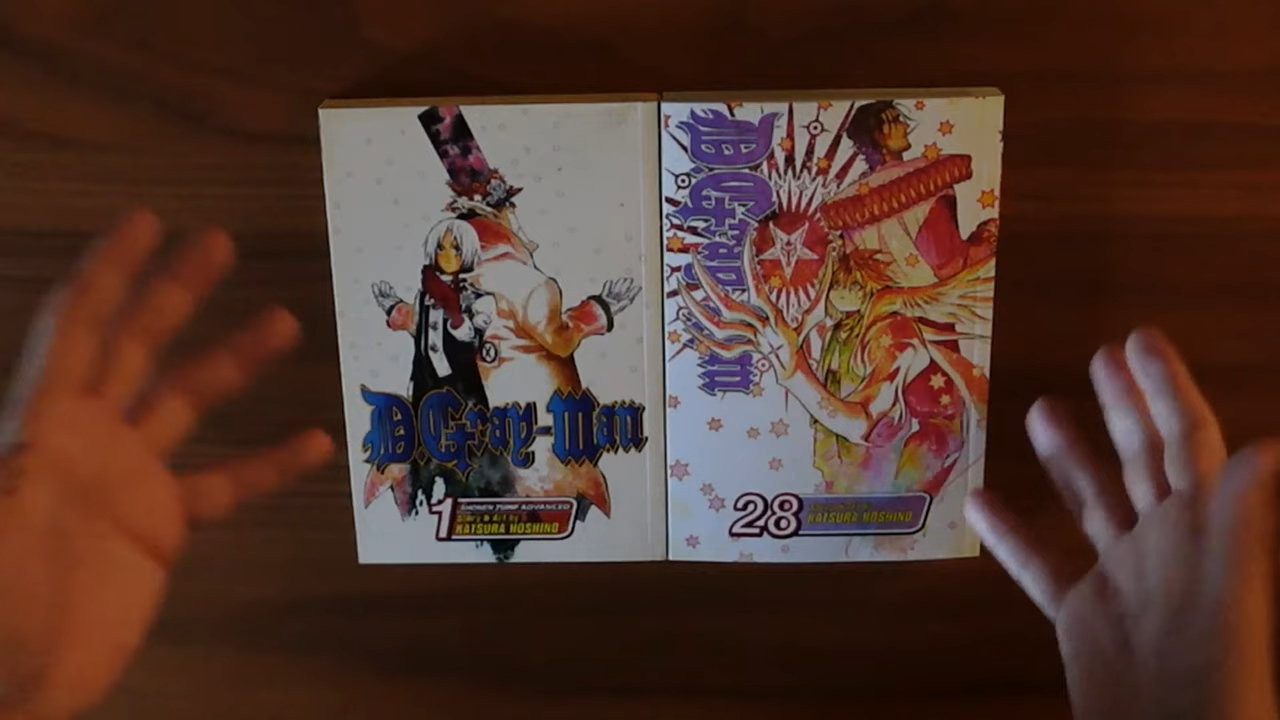 D.Gray-Man
1
SHONEN JUMP ADVANCED
Story & Art by
KATSURA HOSHINO
D.Gray-Man
28
KATSURA HOSHINO